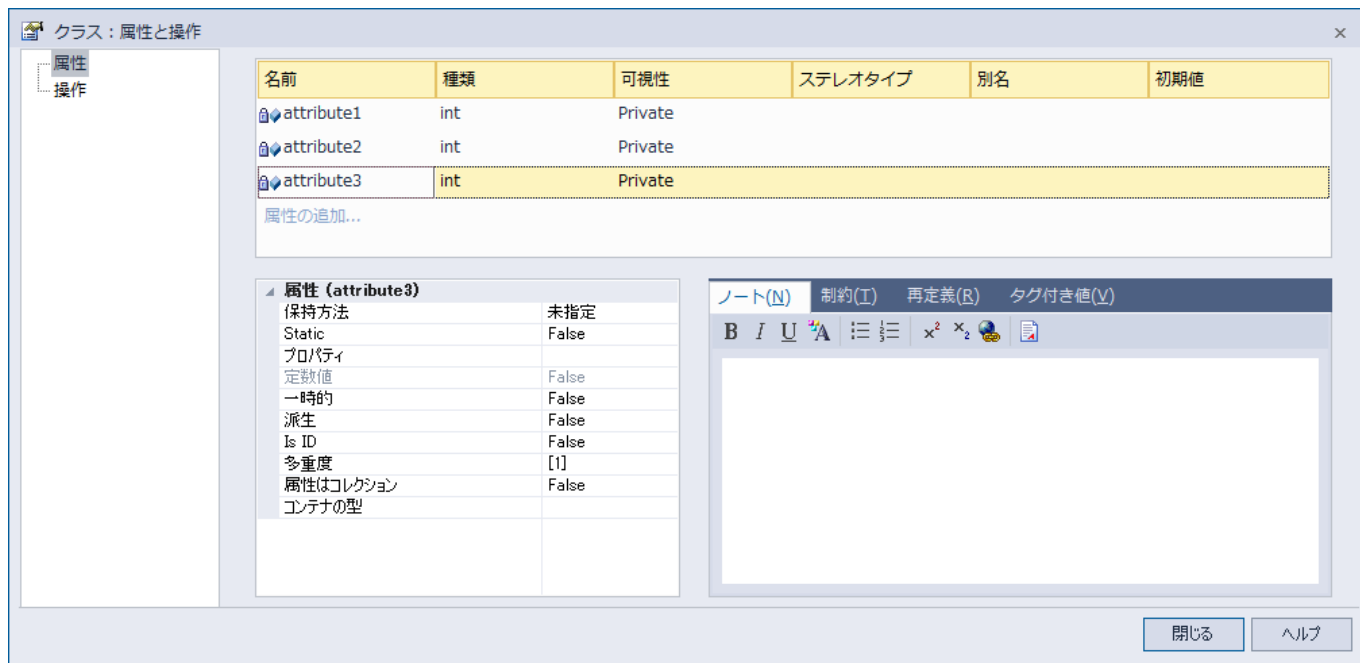 クラス：属性と操作
属性
操作
名前 種類 可視性 ステレオタイプ 別名 初期値
attribute1 int Private
attribute2 int Private
attribute3 int Private
属性の追加...
属性 (attribute3)
保持方法 未指定
Static False
プロパティ
定数値 False
一時的 False
派生 False
Is ID False
多重度 [1]
属性はコレクション False
コンテナの型
ノート(N) 制約(T) 再定義(R) タグ付き値(V)
B I U A x² x₂
閉じる ヘルプ